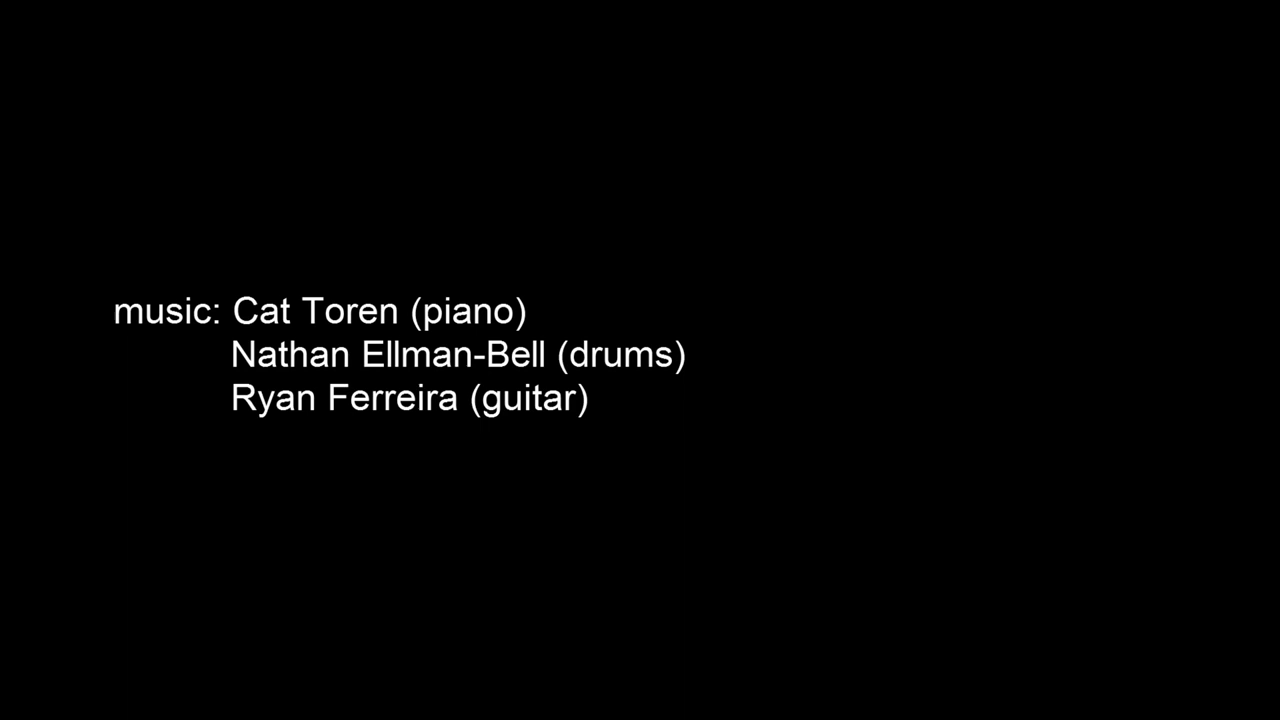 music: Cat Toren (piano)
Nathan Ellman-Bell (drums)
Ryan Ferreira (guitar)